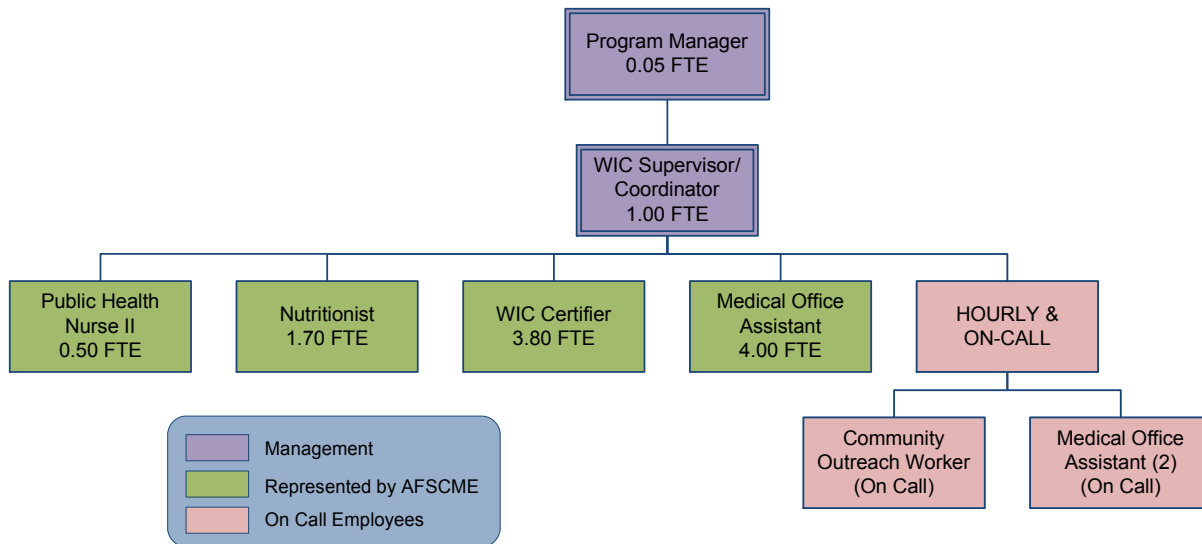 Program Manager
0.05 FTE
WIC Supervisor/
Coordinator
1.00 FTE
Public Health
Nurse II
0.50 FTE
Nutritionist
1.70 FTE
WIC Certifier
3.80 FTE
Medical Office
Assistant
4.00 FTE
HOURLY &
ON-CALL
Community
Outreach Worker
(On Call)
Medical Office
Assistant (2)
(On Call)
Management
Represented by AFSCME
On Call Employees